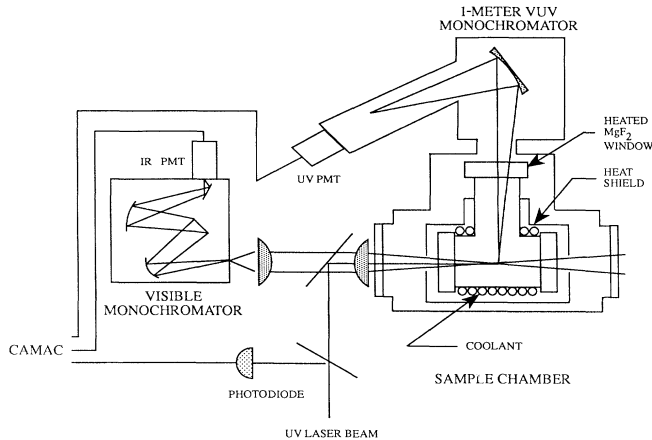 1-METER VUV
MONOCHROMATOR
HEATED
MgF2
WINDOW
HEAT
SHIELD
IR PMT
UV PMT
VISIBLE
MONOCHROMATOR
CAMAC
COOLANT
PHOTODIODE
SAMPLE CHAMBER
UV LASER BEAM